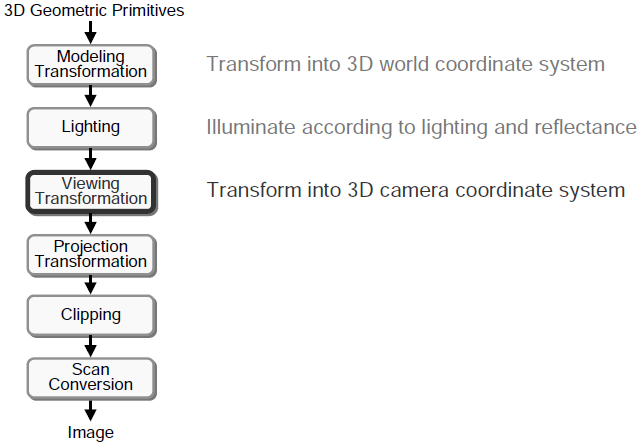 3D Geometric Primitives
Modeling
Transformation
Transform into 3D world coordinate system
Lighting
Illuminate according to lighting and reflectance
Viewing
Transformation
Transform into 3D camera coordinate system
Projection
Transformation
Clipping
Scan
Conversion
Image